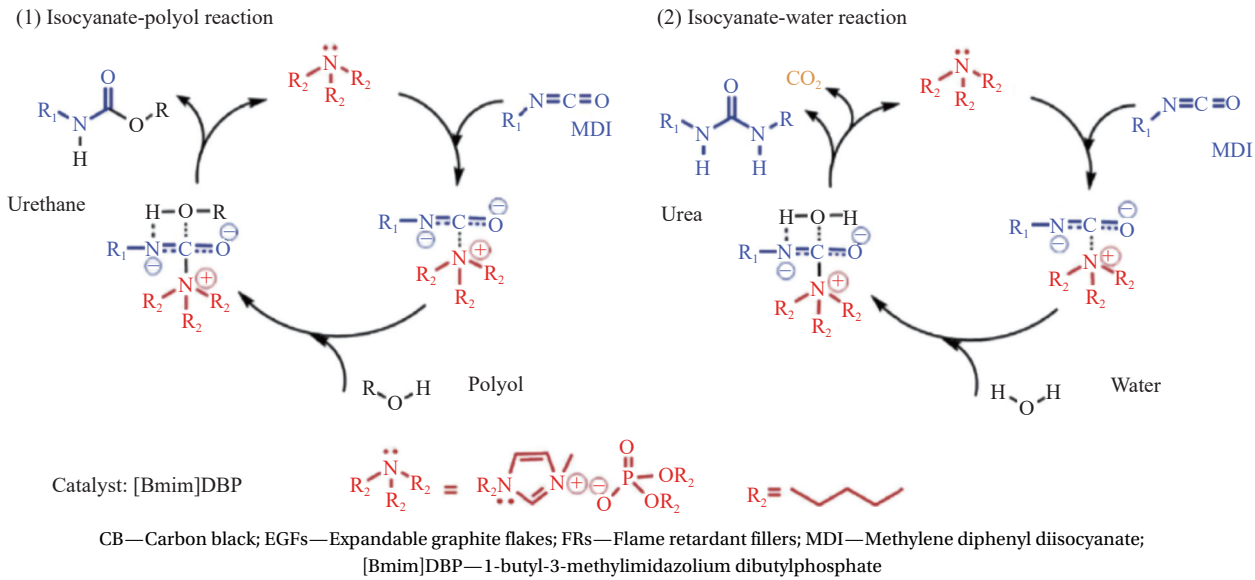 (1) Isocyanate-polyol reaction
(2) Isocyanate-water reaction
O
R1 N O R
H
Urethane
N
R2 R2
R2
N C O
R1
MDI
H O R
R1 N C O
N
R2 R2
R2
R1 N C O
N
R2 R2
R2
R O H
Polyol
CO2
O
R1 N N R
H H
Urea
N
R2 R2
R2
N C O
R1
MDI
H O H
R1 N C O
N
R2 R2
R2
R1 N C O
N
R2 R2
R2
H O H
Water
Catalyst: [Bmim]DBP
N
R2 R2
R2
=
R2N N
O
P OR2
O OR2
R =
CB—Carbon black; EGFs—Expandable graphite flakes; FRs—Flame retardant fillers; MDI—Methylene diphenyl diisocyanate;
[Bmim]DBP—1-butyl-3-methylimidazolium dibutylphosphate